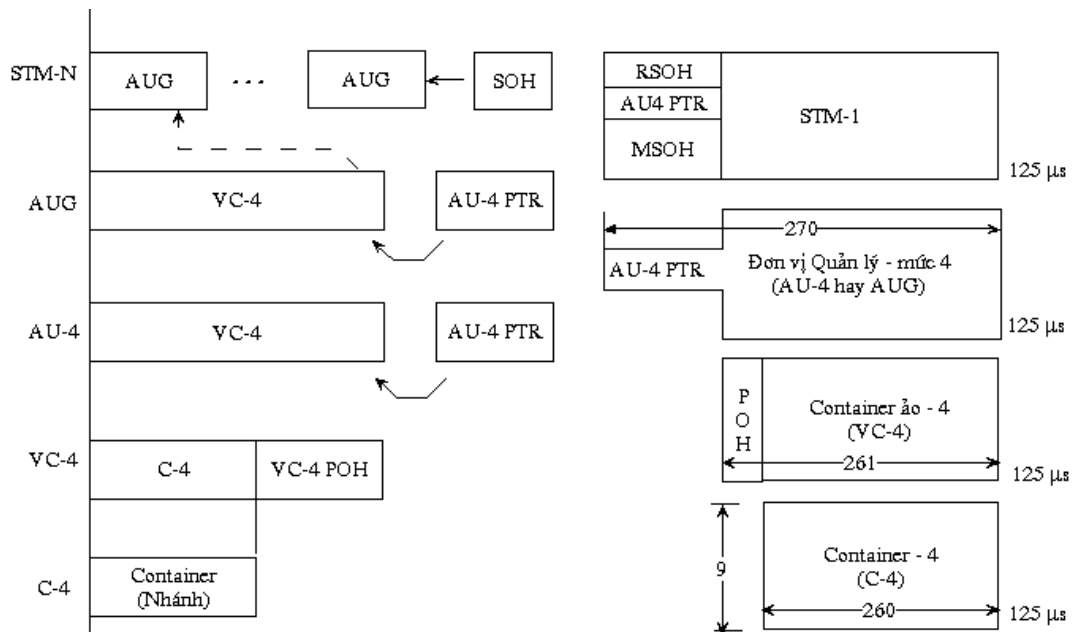 STM-N
AUG
...
AUG
SOH
AUG
VC-4
AU-4 PTR
AU-4
VC-4
AU-4 PTR
VC-4
C-4
VC-4 POH
C-4
Container
(Nhánh)
RSOH
AU4 PTR
MSOH
STM-1
125 μs
270
AU-4 PTR
Đơn vị Quản lý - mức 4
(AU-4 hay AUG)
125 μs
P
O
H
Container ảo - 4
(VC-4)
261
125 μs
9
Container - 4
(C-4)
260
125 μs